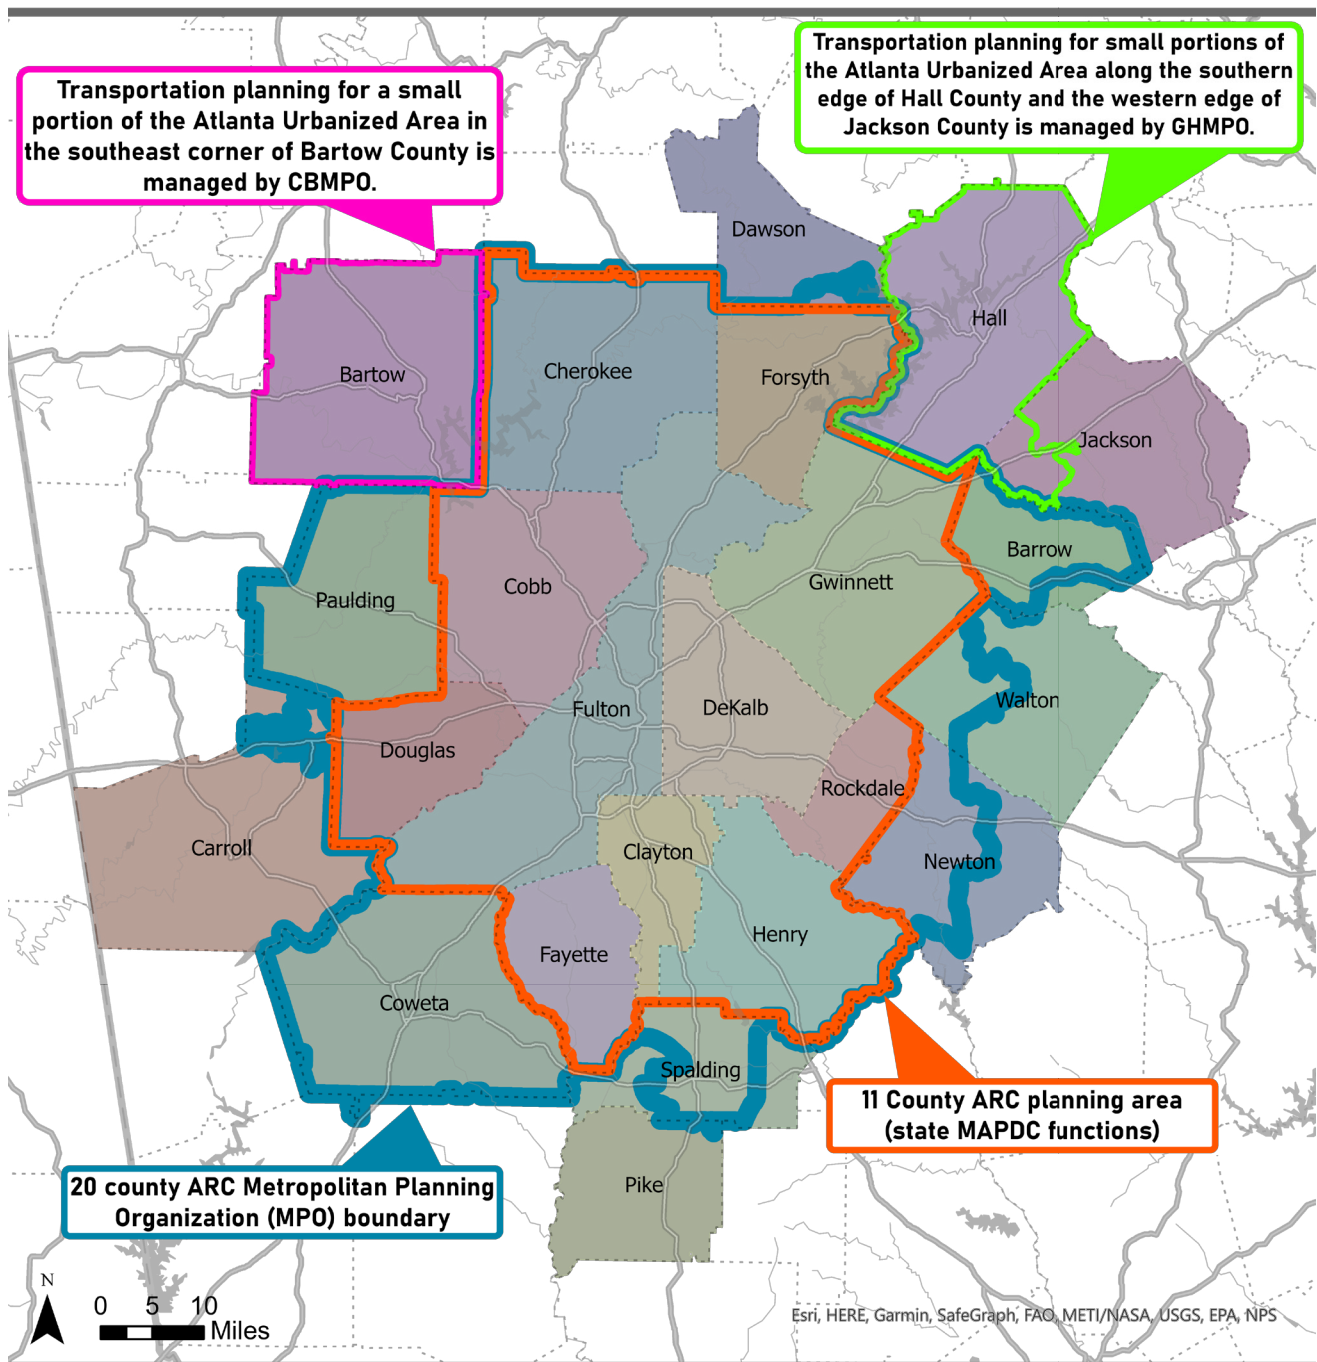 Transportation planning for a small
portion of the Atlanta Urbanized Area in
the southeast corner of Bartow County is
managed by CBMPO.
Transportation planning for small portions of
the Atlanta Urbanized Area along the southern
edge of Hall County and the western edge of
Jackson County is managed by GHMPO.
Dawson
Hall
Bartow
Cherokee
Forsyth
Jackson
Barrow
Paulding
Cobb
Gwinnett
Walton
Fulton
DeKalb
Douglas
Rockdale
Carroll
Clayton
Newton
Henry
Fayette
Coweta
Spalding
11 County ARC planning area
(state MAPDC functions)
Pike
20 county ARC Metropolitan Planning
Organization (MPO) boundary
N
0 5 10
Miles
Esri, HERE, Garmin, SafeGraph, FAO, METI/NASA, USGS, EPA, NPS